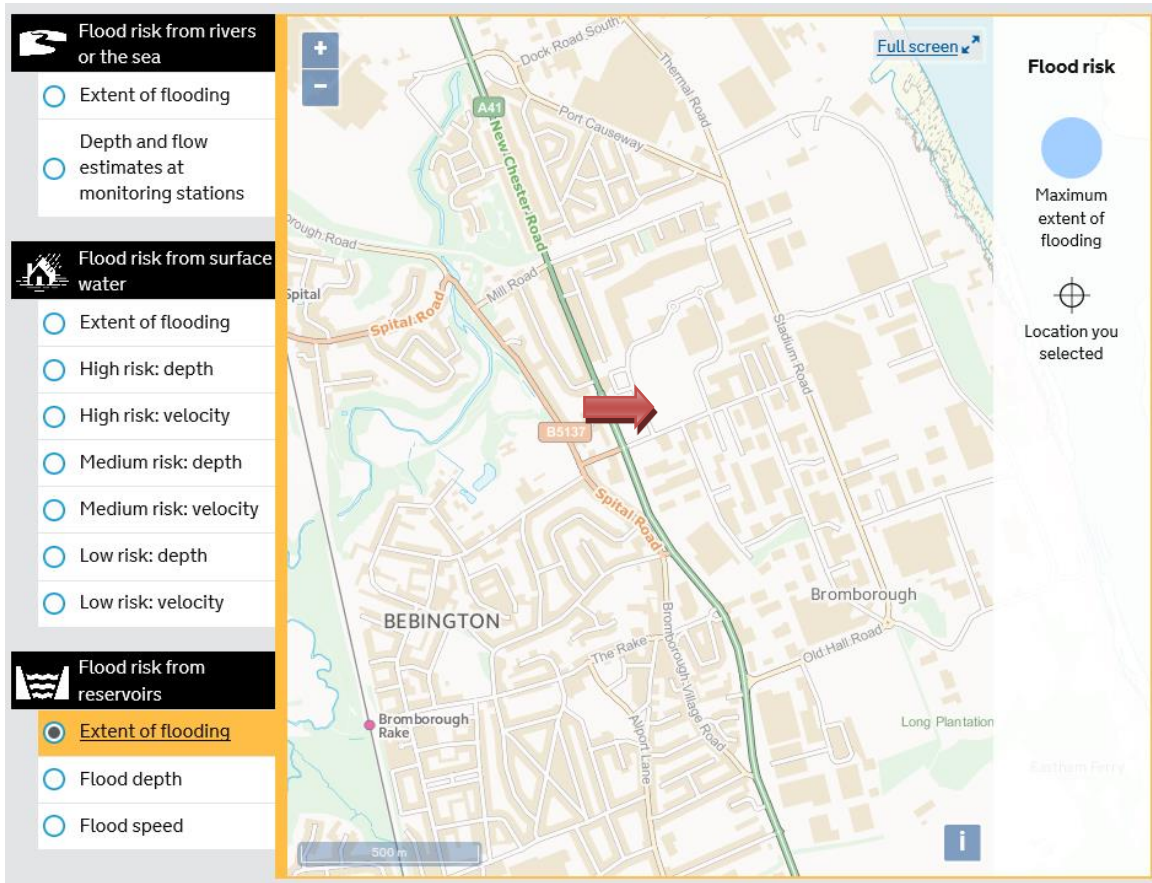 Flood risk from rivers
or the sea
Extent of flooding
Depth and flow
estimates at
monitoring stations
Flood risk from surface
water
Extent of flooding
High risk: depth
High risk: velocity
Medium risk: depth
Medium risk: velocity
Low risk: depth
Low risk: velocity
Flood risk from
reservoirs
Extent of flooding
Flood depth
Flood speed
+
−
Full screen
Dock Road South
Thermal Road
A41
Port Causeway
New Chester Road
orough Road
Mill Road
Spital
Spital Road
Stadium Road
B5137
Spital Road
Bromborough
BEBINGTON
The Rake
Old Hall Road
Bromborough Village Road
Bromborough
Rake
Allport Lane
Long Plantation
Eastham Ferry
500 m
i
Flood risk
Maximum
extent of
flooding
Location you
selected